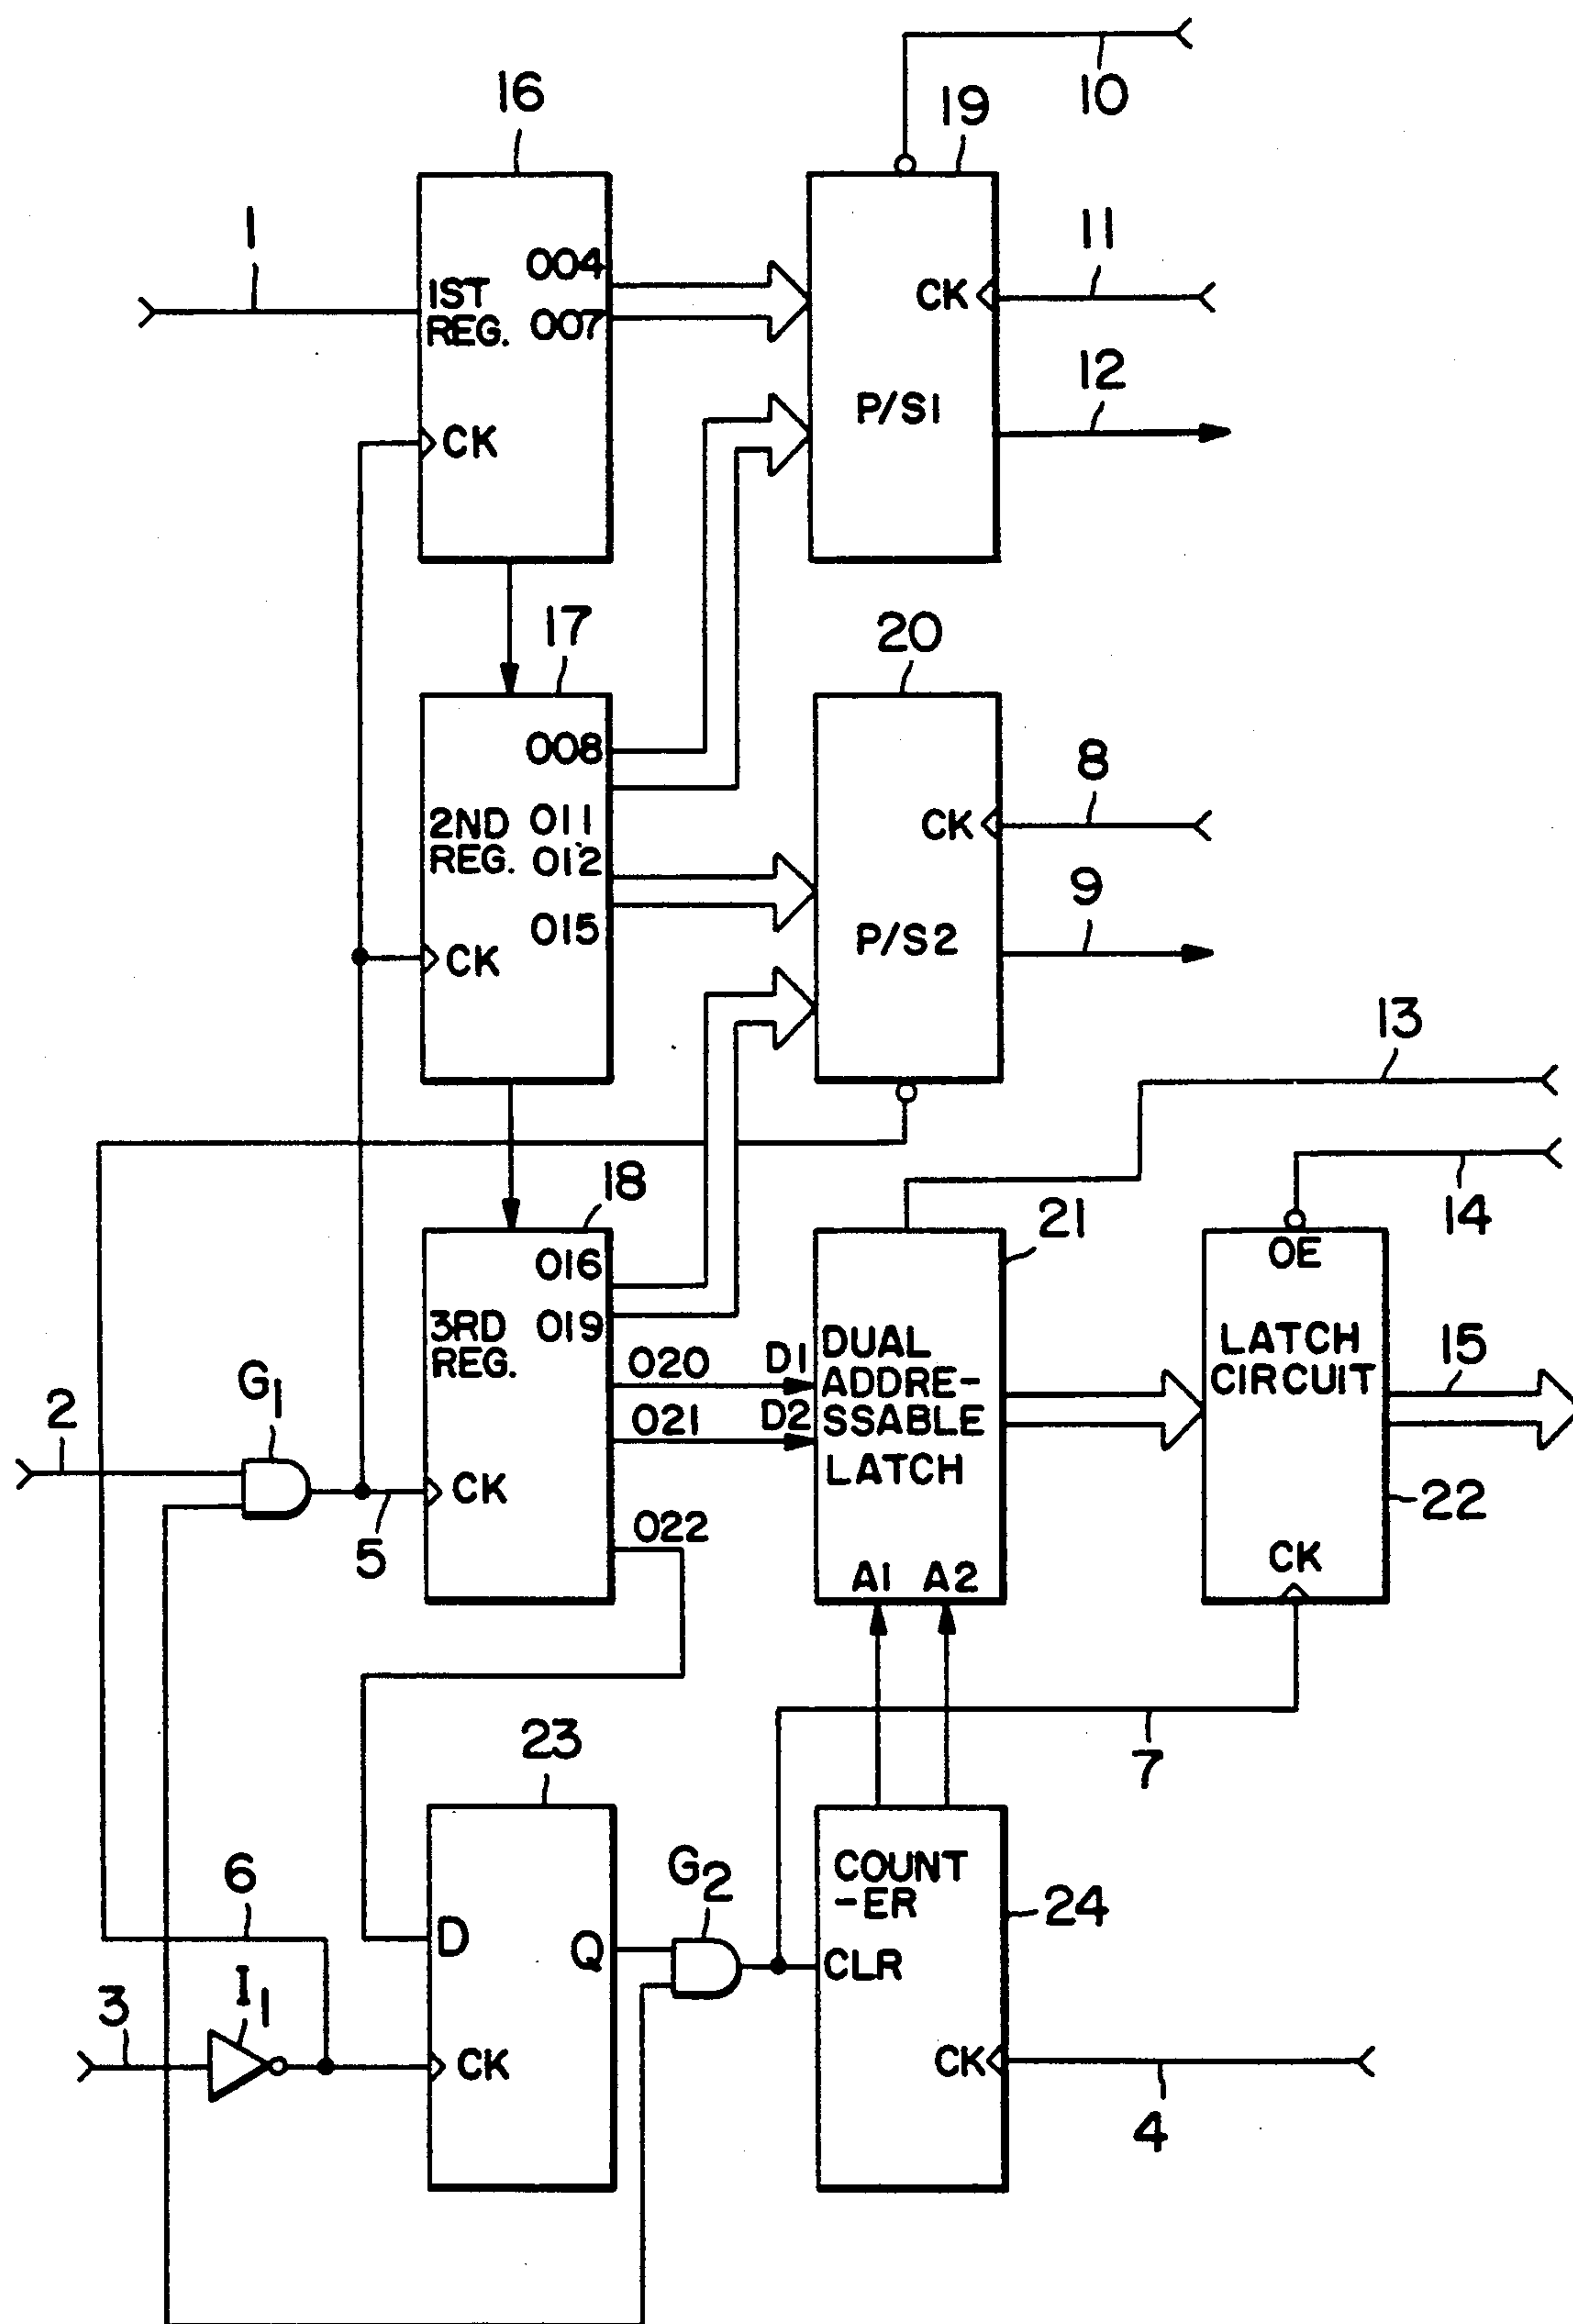 10
16
19
1
004
11
1ST
REG.
007
CK
12
CK
P/S1
17
20
008
8
2ND
REG.
011
012
CK
015
9
CK
P/S2
13
18
21
14
016
OE
3RD
REG.
019
DUAL
ADDRE-
SSABLE
LATCH
LATCH
CIRCUIT
15
020
D1
021
D2
G1
2
CK
5
022
22
CK
A1 A2
23
7
6
G2
COUNT
-ER
24
D
Q
CLR
3
I1
CK
CK
4